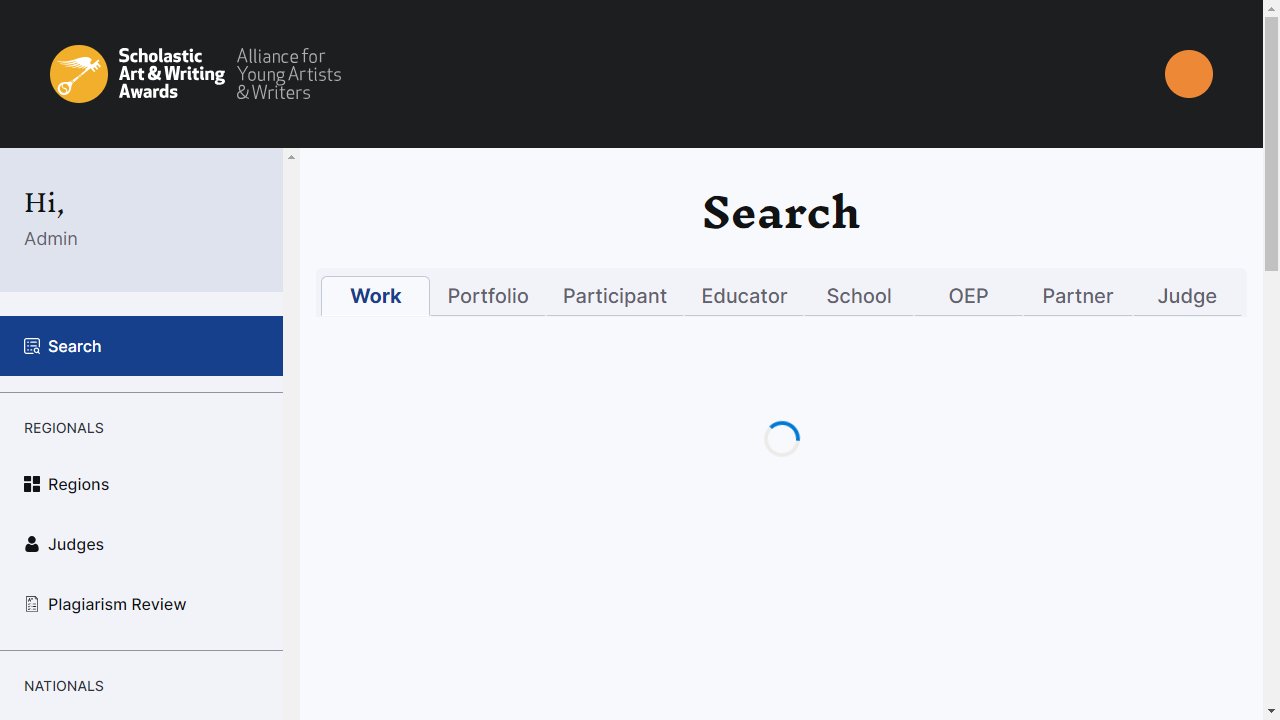 Scholastic
Art & Writing
Awards
Alliance for
Young Artists
& Writers
Hi,
Admin
Search
REGIONALS
Regions
Judges
Plagiarism Review
NATIONALS
Search
Work Portfolio Participant Educator School OEP Partner Judge